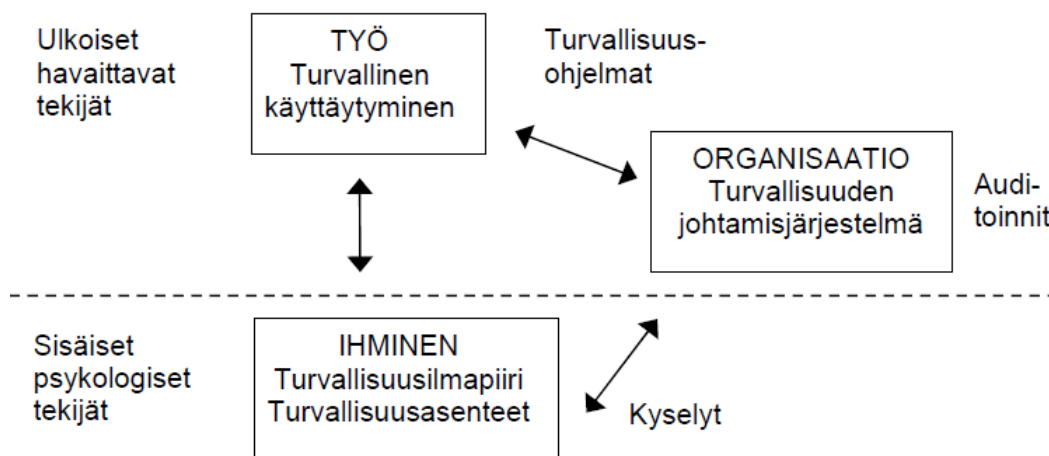 Ulkoiset
havaittavat
tekijät
TYÖ
Turvallinen
käyttäytyminen
Turvallisuus-
ohjelmat
ORGANISAATIO
Turvallisuuden
johtamisjärjestelmä
Audi-
toinnit
Sisäiset
psykologiset
tekijät
IHMINEN
Turvallisuusilmapiiri
Turvallisuusasenteet
Kyselyt